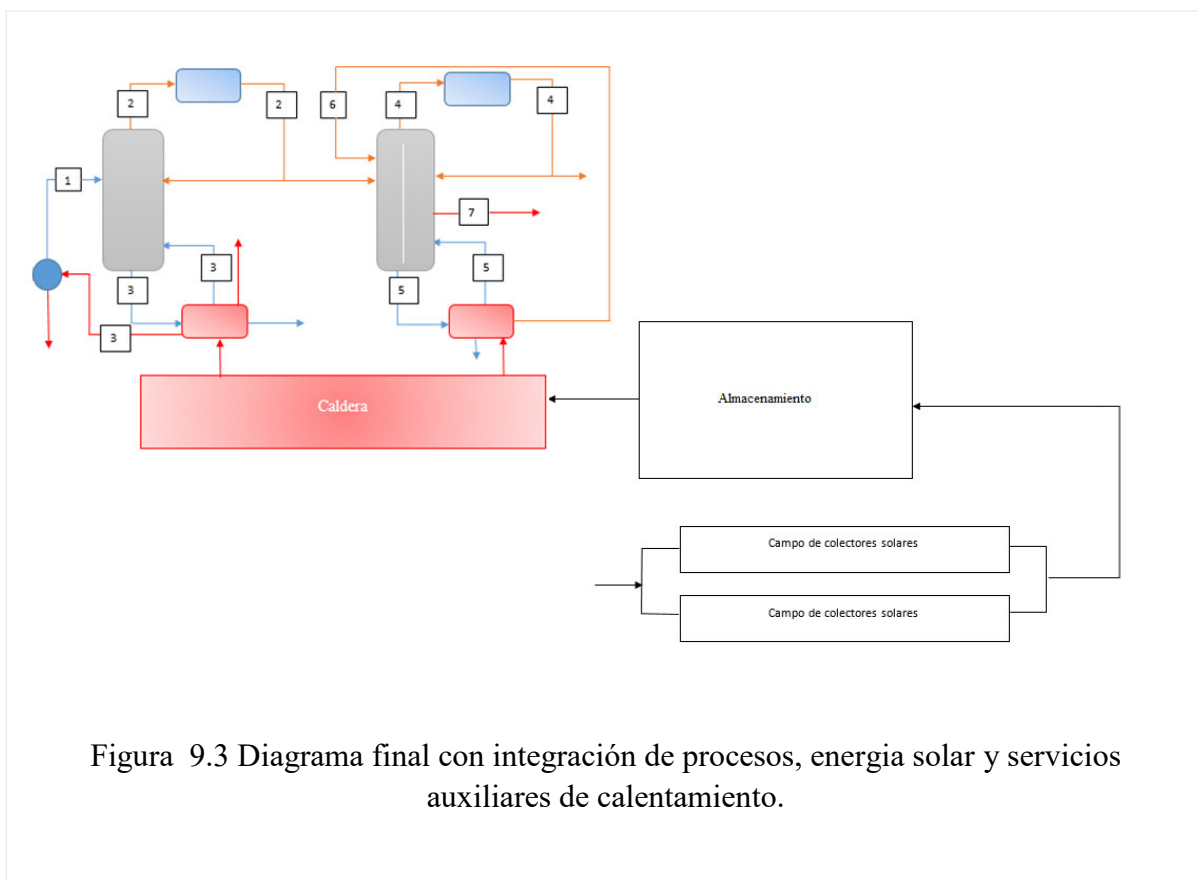 2
2
6
4
4
1
7
3
5
3
5
3
Caldera
Almacenamiento
Campo de colectores solares
Campo de colectores solares
Figura 9.3 Diagrama final con integración de procesos, energia solar y servicios
auxiliares de calentamiento.